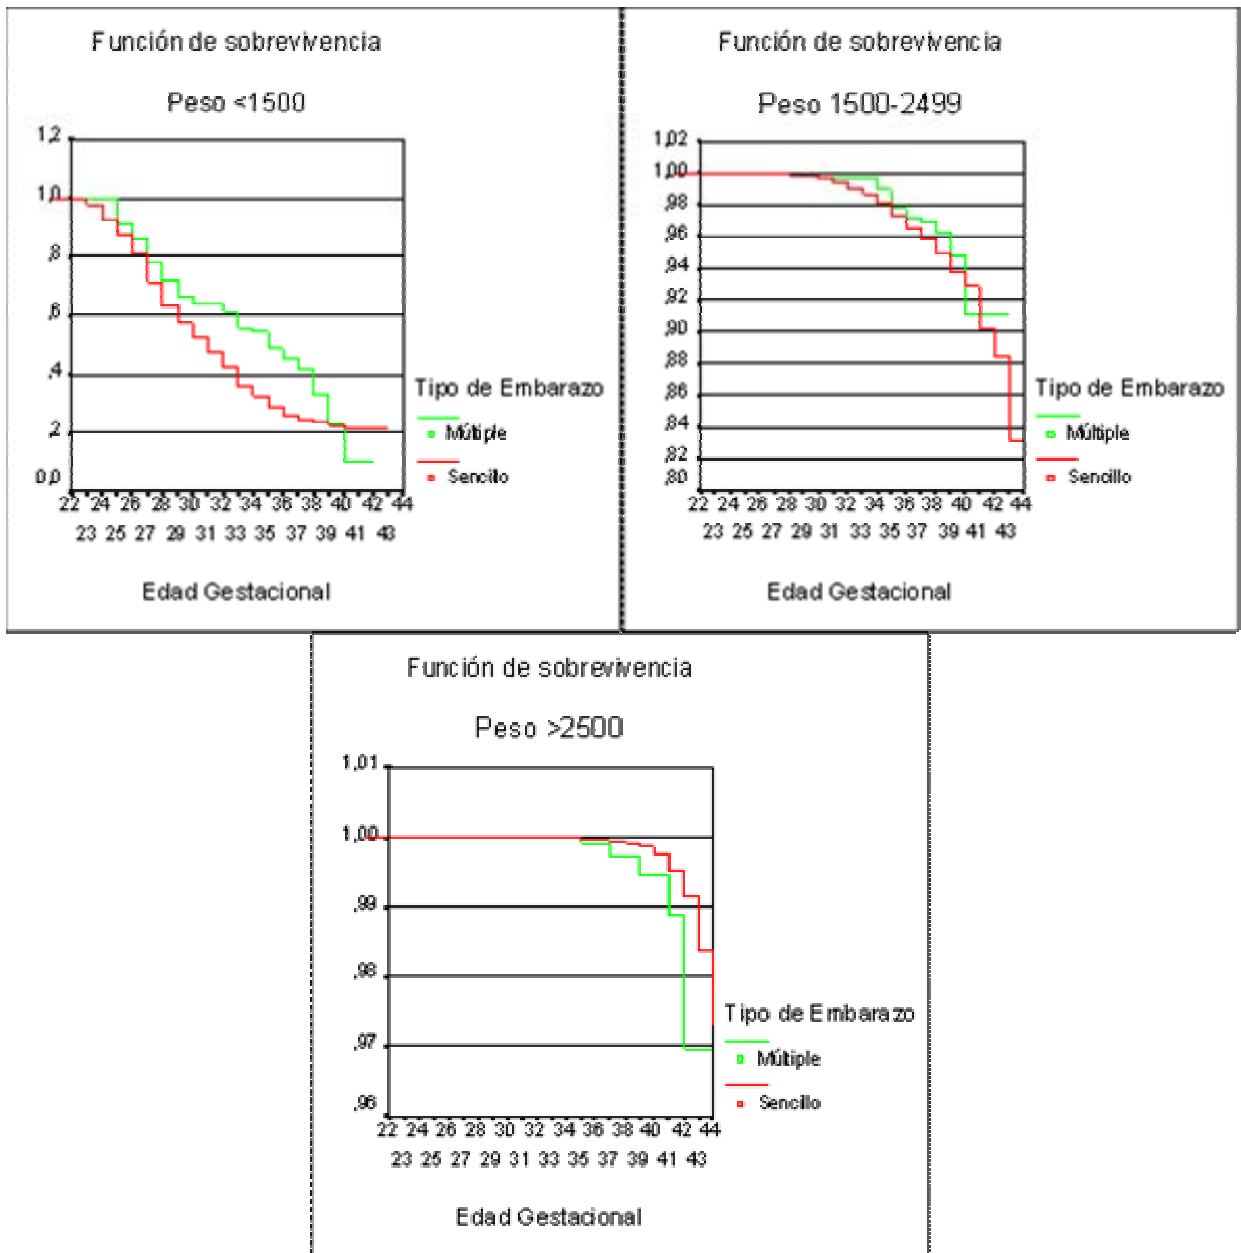 Función de sobrevivencia
Peso <1500
1,2
1,0
,8
,6
,4
,2
0,0
22 24 26 28 30 32 34 36 38 40 42 44
23 25 27 29 31 33 35 37 39 41 43
Edad Gestacional
Tipo de Embarazo
Múltiple
Sencillo
Función de sobrevivencia
Peso 1500-2499
1,02
1,00
,98
,96
,94
,92
,90
,88
,86
,84
,82
,80
22 24 26 28 30 32 34 36 38 40 42 44
23 25 27 29 31 33 35 37 39 41 43
Edad Gestacional
Tipo de Embarazo
Múltiple
Sencillo
Función de sobrevivencia
Peso >2500
1,01
1,00
,99
,98
,97
,96
22 24 26 28 30 32 34 36 38 40 42 44
23 25 27 29 31 33 35 37 39 41 43
Edad Gestacional
Tipo de Embarazo
Múltiple
Sencillo